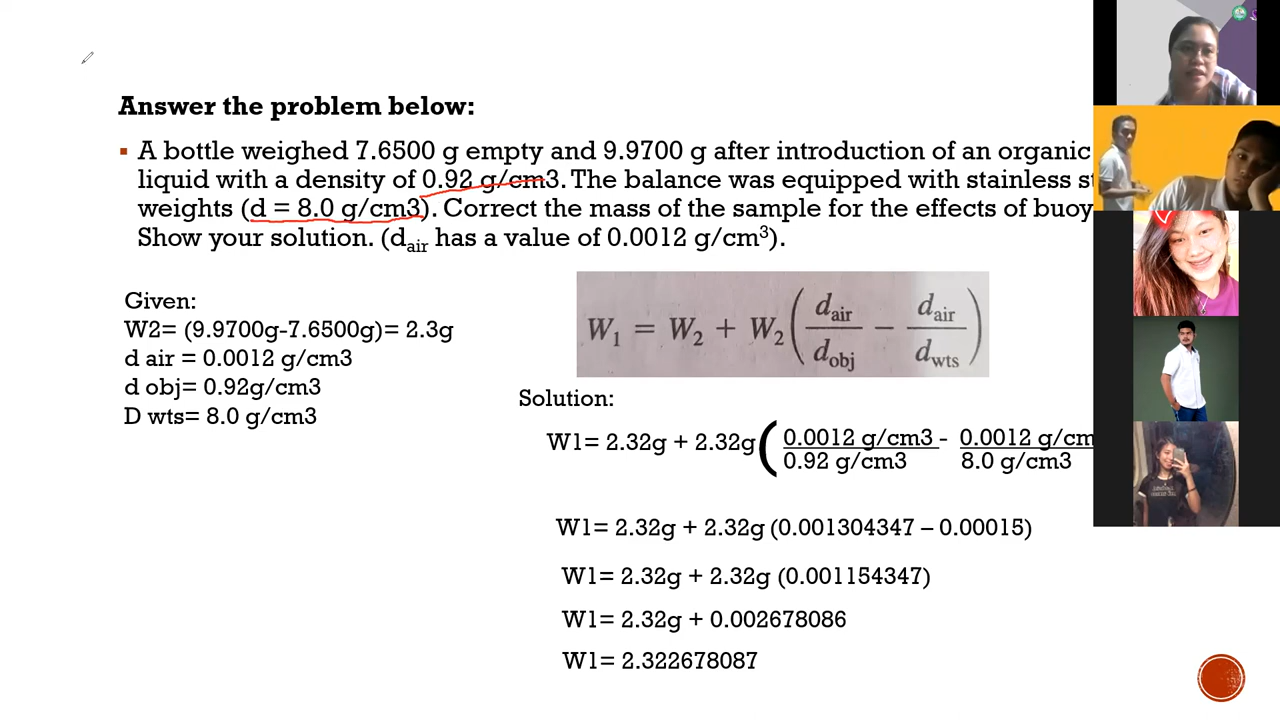 Answer the problem below:
A bottle weighed 7.6500 g empty and 9.9700 g after introduction of an organic
liquid with a density of 0.92 g/cm3. The balance was equipped with stainless
weights (d = 8.0 g/cm3). Correct the mass of the sample for the effects of
Show your solution. (dair has a value of 0.0012 g/cm³).
Given:
W2= (9.9700g-7.6500g)= 2.3g
d air = 0.0012 g/cm3
d obj= 0.92g/cm3
D wts= 8.0 g/cm3
W₁ = W₂ + W₂ (dair/dobj − dair/dwts)
Solution:
W1= 2.32g + 2.32g ( 0.0012 g/cm3 - 0.0012 g/cm
0.92 g/cm3 8.0 g/cm3
W1= 2.32g + 2.32g (0.001304347 – 0.00015)
W1= 2.32g + 2.32g (0.001154347)
W1= 2.32g + 0.002678086
W1= 2.322678087